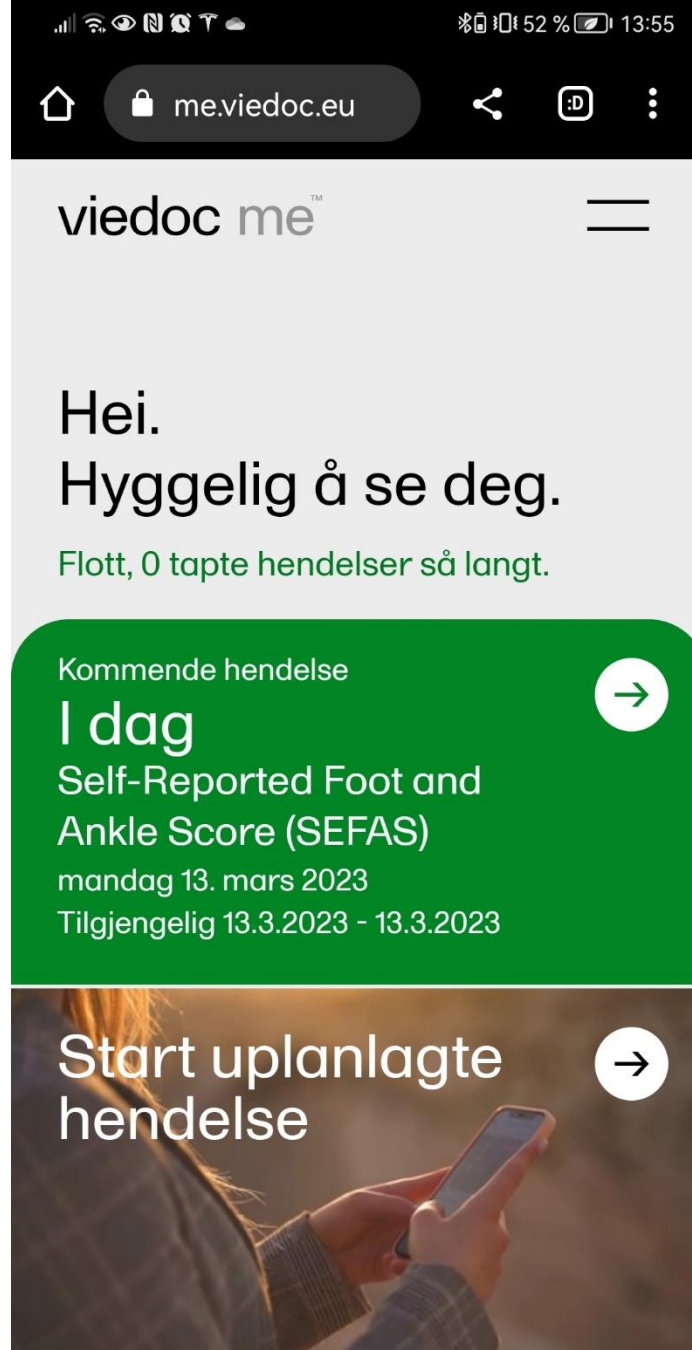 52 % 13:55
me.viedoc.eu :D
viedoc me™
Hei.
Hyggelig å se deg.
Flott, 0 tapte hendelser så langt.
Kommende hendelse
I dag
Self-Reported Foot and
Ankle Score (SEFAS)
mandag 13. mars 2023
Tilgjengelig 13.3.2023 - 13.3.2023
Start uplanlagte
hendelse